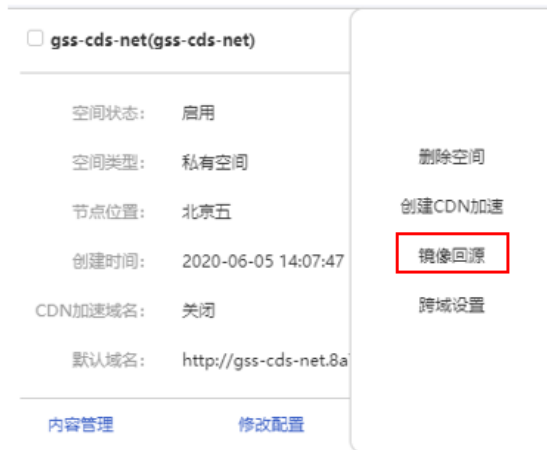 gss-cds-net(gss-cds-net)
空间状态： 启用
空间类型： 私有空间
节点位置： 北京五
创建时间： 2020-06-05 14:07:47
CDN加速域名： 关闭
默认域名： http://gss-cds-net.8a
内容管理 修改配置
删除空间
创建CDN加速
镜像回源
跨域设置